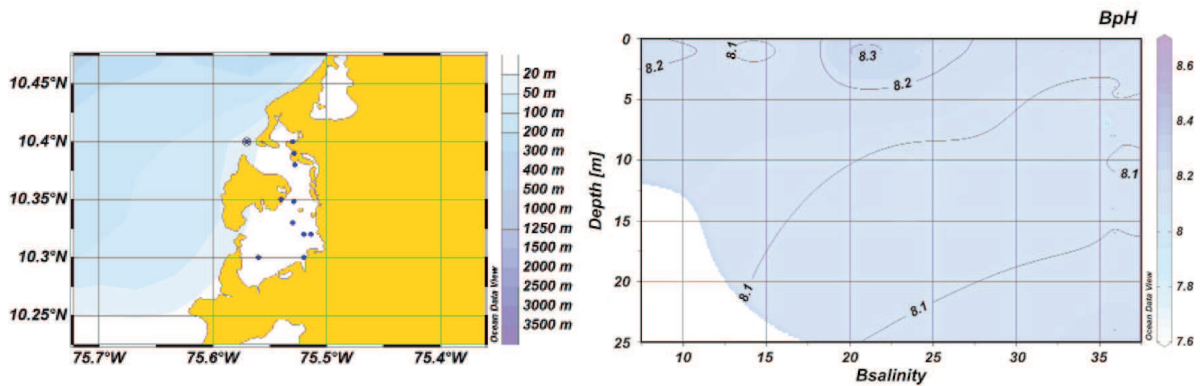 10.45°N
10.4°N
10.35°N
10.3°N
10.25°N
75.7°W 75.6°W 75.5°W 75.4°W
20 m
50 m
100 m
200 m
300 m
400 m
500 m
1000 m
1250 m
1500 m
2000 m
2500 m
3000 m
3500 m
Ocean Data View
BpH
Depth [m]
0
5
10
15
20
25
10 15 20 25 30 35
Bsalinity
8.2
8.1
8.3
8.2
8.1
8.1
8.1
8.6
8.4
8.2
8
7.8
7.6
Ocean Data View